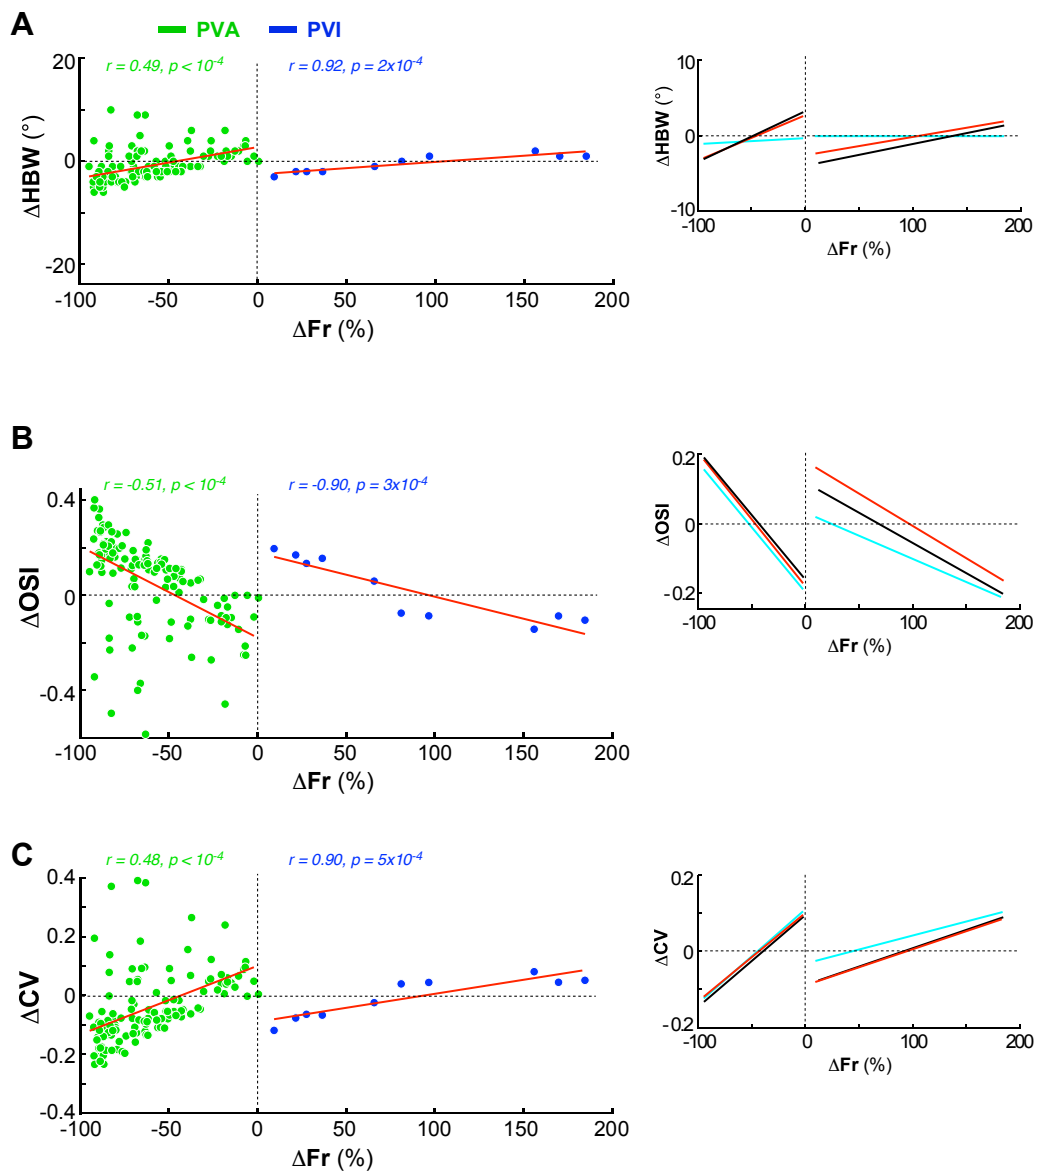 A
PVA PVI
r = 0.49, p < 10-4 r = 0.92, p = 2x10-4
20
0
-20
ΔHBW (°)
-100 -50 0 50 100 150 200
ΔFr (%)
10
0
-10
ΔHBW (°)
-100 0 100 200
ΔFr (%)
B
r = -0.51, p < 10-4 r = -0.90, p = 3x10-4
0.4
0
-0.4
ΔOSI
-100 -50 0 50 100 150 200
ΔFr (%)
0.2
0
-0.2
ΔOSI
-100 0 100 200
ΔFr (%)
C
r = 0.48, p < 10-4 r = 0.90, p = 5x10-4
0.4
0.2
0
-0.2
-0.4
ΔCV
-100 -50 0 50 100 150 200
ΔFr (%)
0.2
0
-0.2
ΔCV
-100 0 100 200
ΔFr (%)